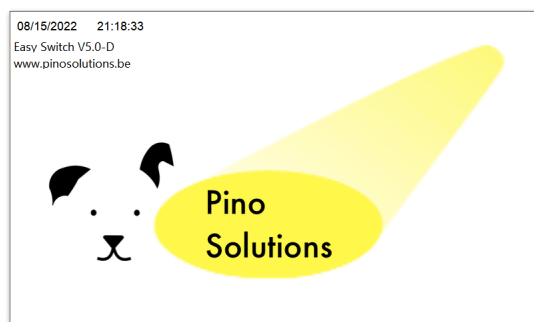 08/15/2022 21:18:33
Easy Switch V5.0-D
www.pinosolutions.be
Pino
Solutions